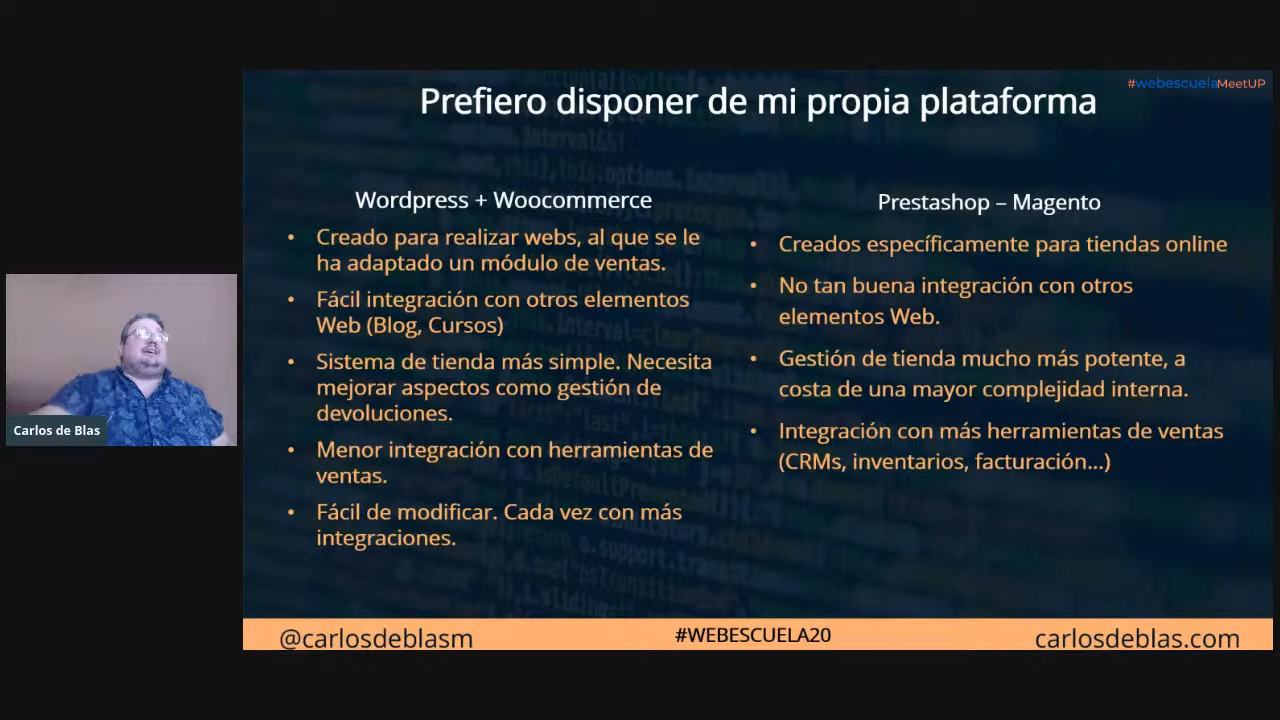 Prefiero disponer de mi propia plataforma
#webescuelaMeetUP
Wordpress + Woocommerce
• Creado para realizar webs, al que se le
ha adaptado un módulo de ventas.
• Fácil integración con otros elementos
Web (Blog, Cursos)
• Sistema de tienda más simple. Necesita
mejorar aspectos como gestión de
devoluciones.
• Menor integración con herramientas de
ventas.
• Fácil de modificar. Cada vez con más
integraciones.
Prestashop – Magento
• Creados específicamente para tiendas online
• No tan buena integración con otros
elementos Web.
• Gestión de tienda mucho más potente, a
costa de una mayor complejidad interna.
• Integración con más herramientas de ventas
(CRMs, inventarios, facturación...)
Carlos de Blas
@carlosdeblasm
#WEBESCUELA20
carlosdeblas.com